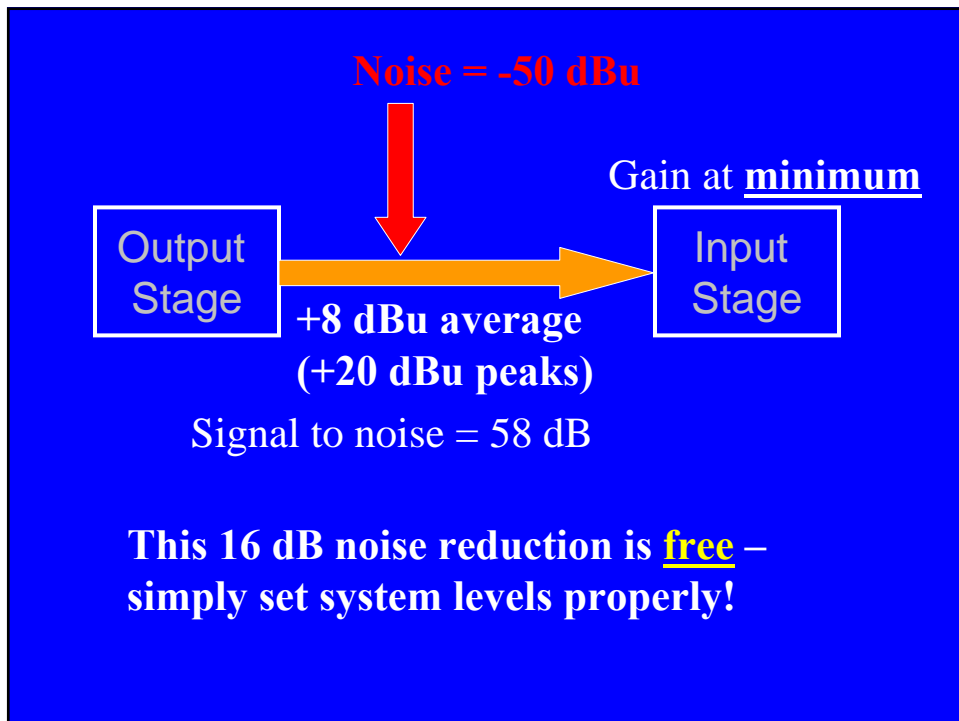 Noise = -50 dBu
Gain at minimum
Output
Stage
Input
Stage
+8 dBu average
(+20 dBu peaks)
Signal to noise = 58 dB
This 16 dB noise reduction is free –
simply set system levels properly!